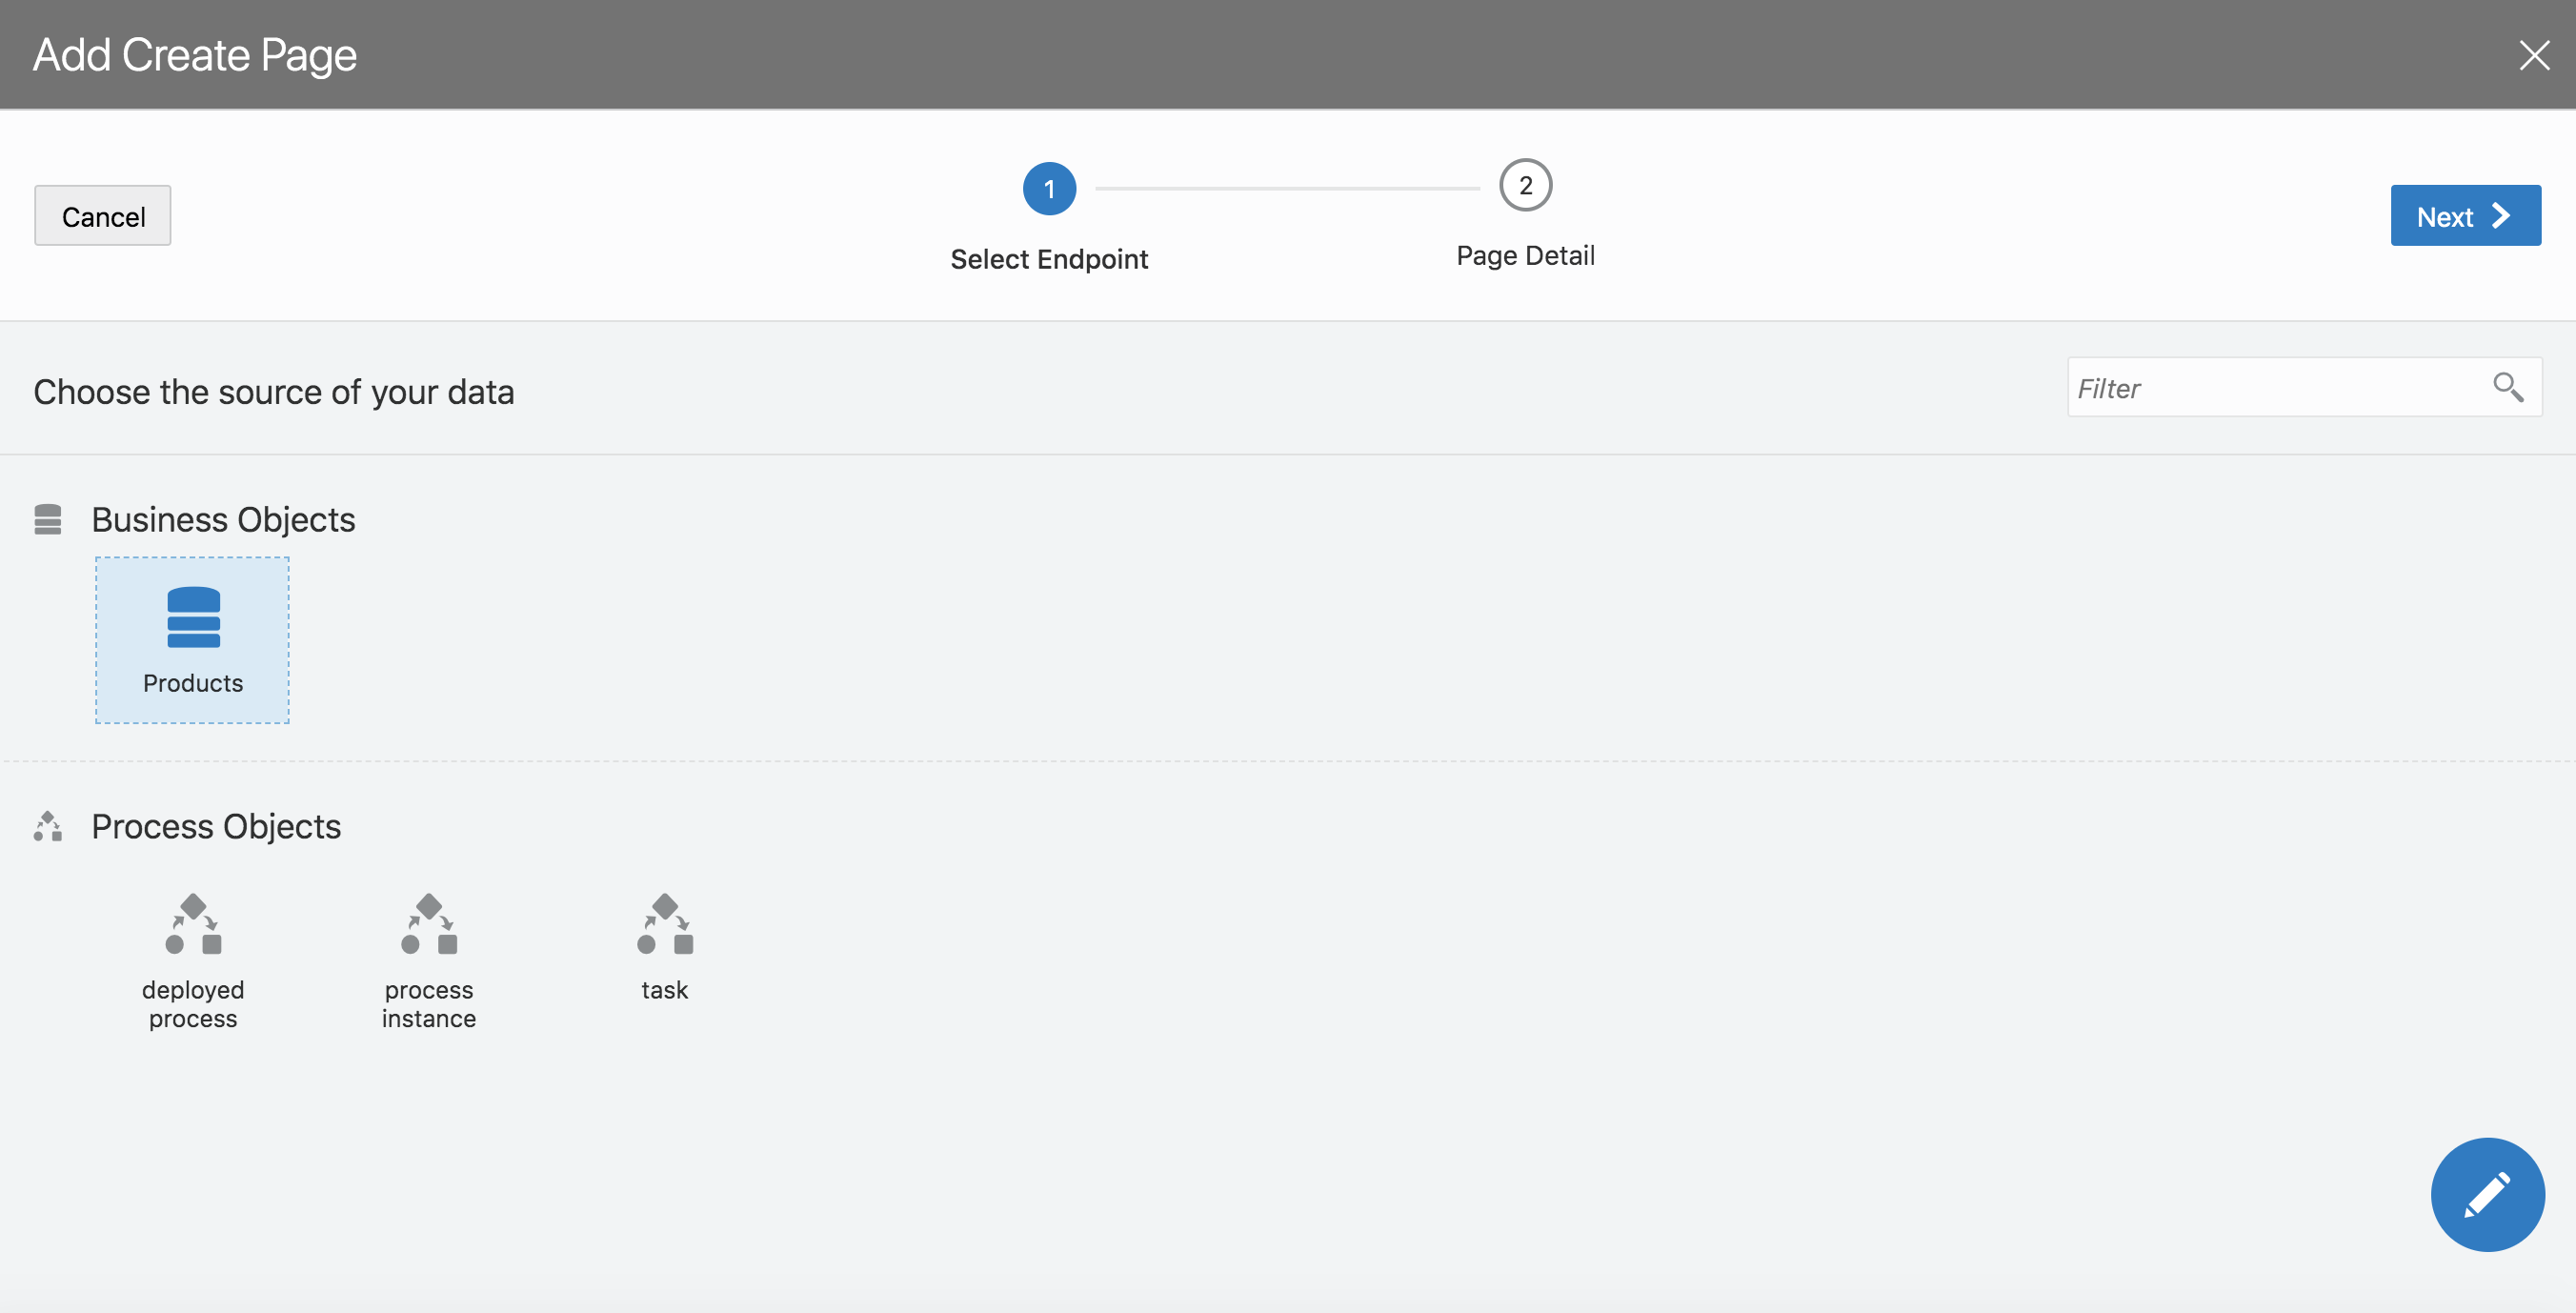 Add Create Page
Cancel
1
2
Next
Select Endpoint
Page Detail
Choose the source of your data
Filter
Business Objects
Products
Process Objects
deployed
process
process
instance
task